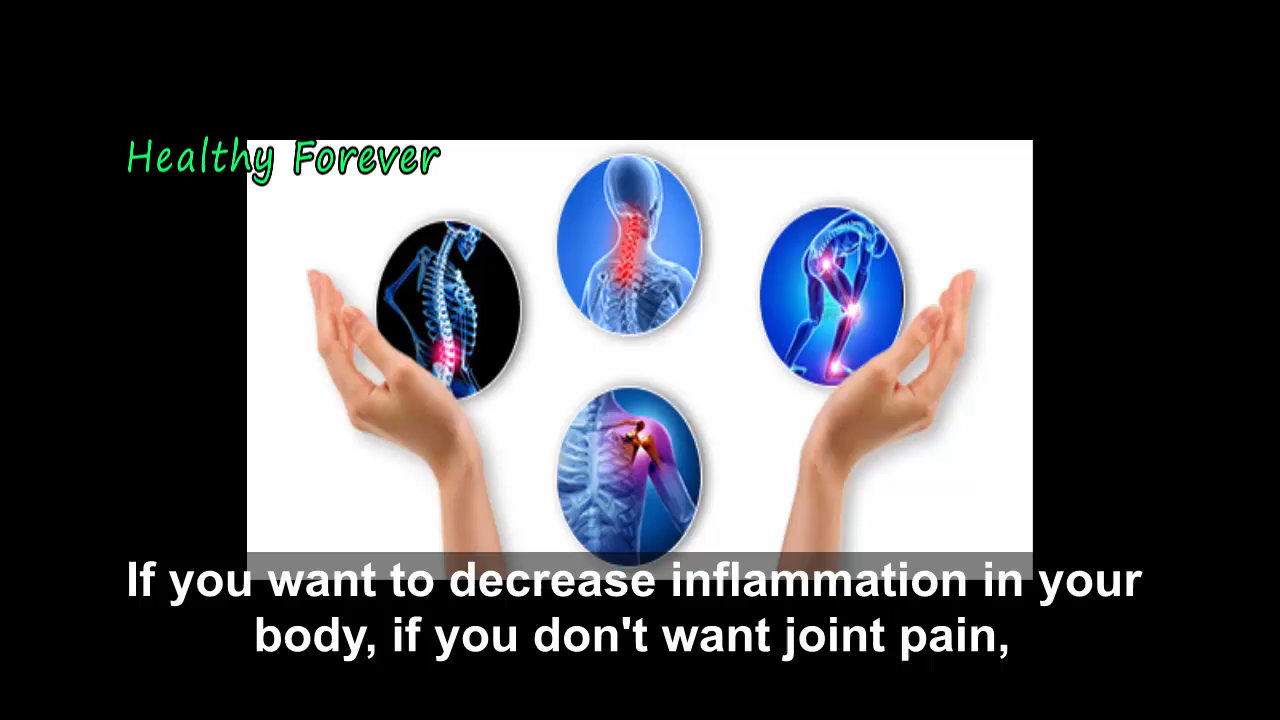 Healthy Forever
If you want to decrease inflammation in your
body, if you don't want joint pain,